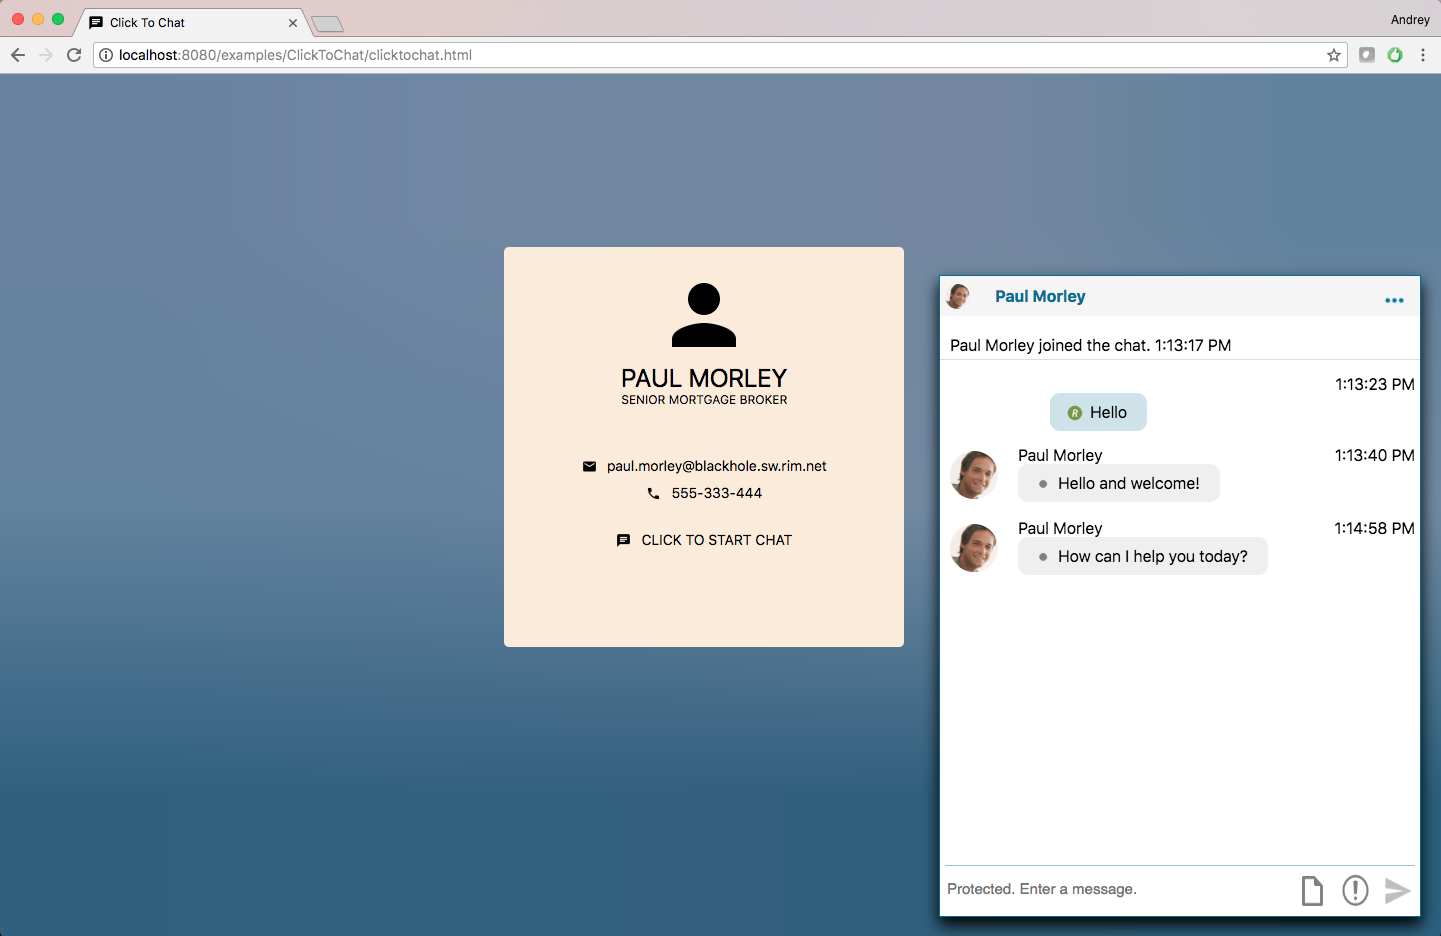 Click To Chat
Andrey
localhost:8080/examples/ClickToChat/clicktochat.html
PAUL MORLEY
SENIOR MORTGAGE BROKER
paul.morley@blackhole.sw.rim.net
555-333-444
CLICK TO START CHAT
Paul Morley
Paul Morley joined the chat. 1:13:17 PM
1:13:23 PM
R Hello
Paul Morley 1:13:40 PM
Hello and welcome!
Paul Morley 1:14:58 PM
How can I help you today?
Protected. Enter a message.